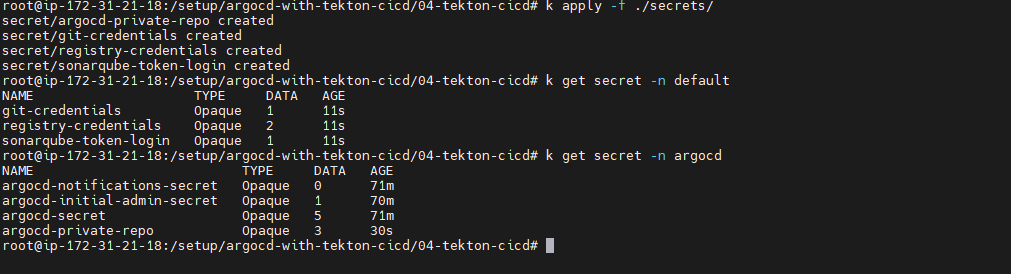 root@ip-172-31-21-18:/setup/argocd-with-tekton-cicd/04-tekton-cicd# k apply -f ./secrets/
secret/argocd-private-repo created
secret/git-credentials created
secret/registry-credentials created
secret/sonarqube-token-login created
root@ip-172-31-21-18:/setup/argocd-with-tekton-cicd/04-tekton-cicd# k get secret -n default
NAME                    TYPE     DATA   AGE
git-credentials         Opaque   1      11s
registry-credentials    Opaque   2      11s
sonarqube-token-login   Opaque   1      11s
root@ip-172-31-21-18:/setup/argocd-with-tekton-cicd/04-tekton-cicd# k get secret -n argocd
NAME                          TYPE     DATA   AGE
argocd-notifications-secret   Opaque   0      71m
argocd-initial-admin-secret   Opaque   1      70m
argocd-secret                 Opaque   5      71m
argocd-private-repo           Opaque   3      30s
root@ip-172-31-21-18:/setup/argocd-with-tekton-cicd/04-tekton-cicd#